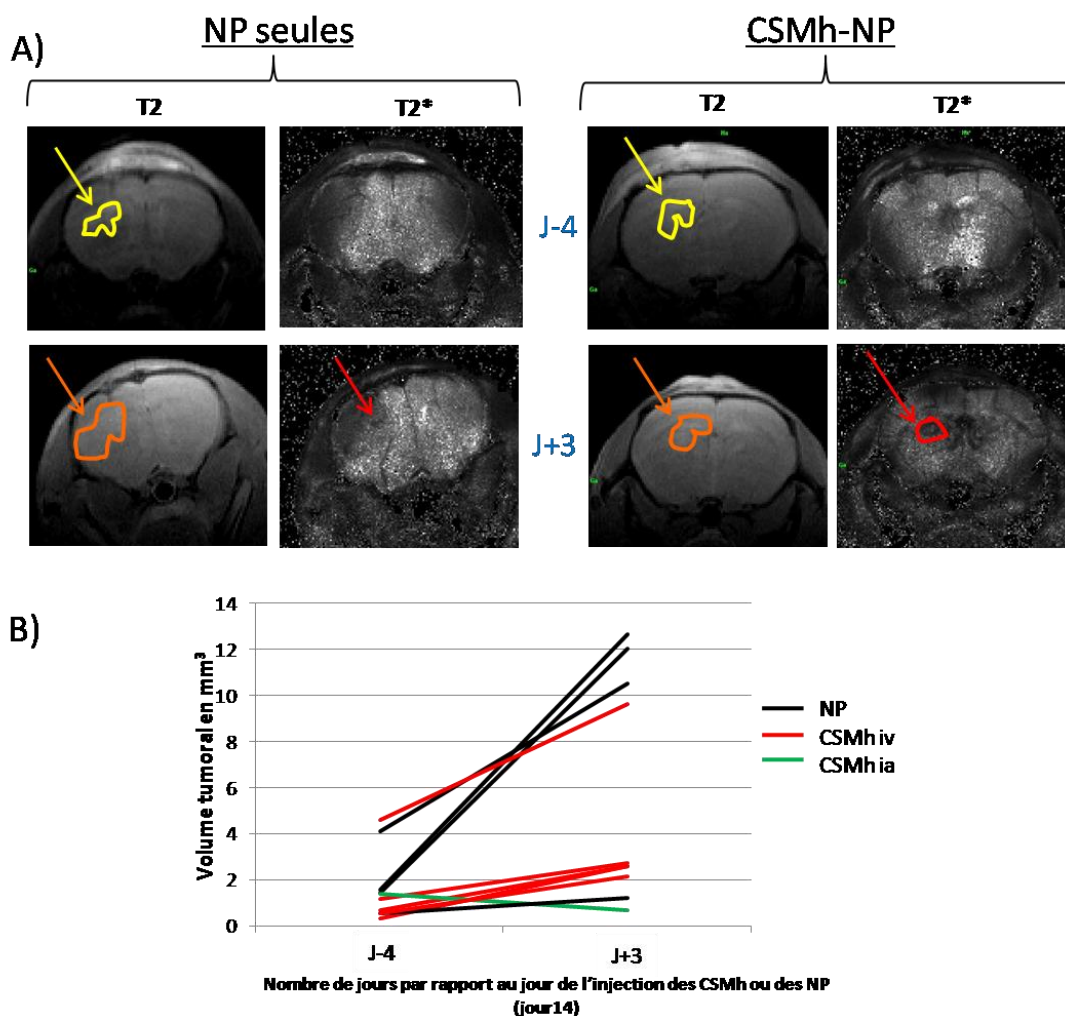 A)
NP seules
CSMh-NP
T2
T2*
T2
T2*
J-4
J+3
B)
Volume tumoral en mm³
14
12
10
8
6
4
2
0
J-4
J+3
Nombre de jours par rapport au jour de l'injection des CSMh ou des NP
(jour14)
NP
CSMh iv
CSMh ia